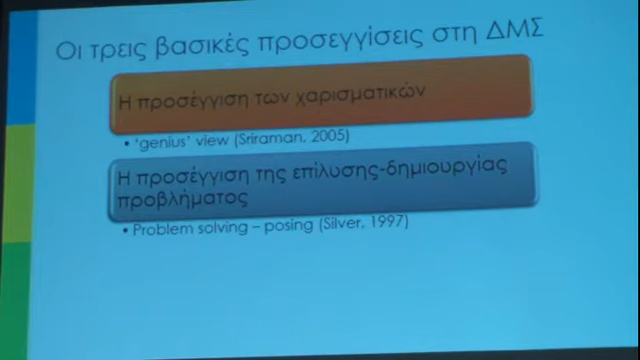 Οι τρεις βασικές προσεγγίσεις στη ΔΜΣ
Η προσέγγιση των χαρισματικών
• ‘genius’ view (Sriraman, 2005)
Η προσέγγιση της επίλυσης-δημιουργίας
προβλήματος
• Problem solving – posing (Silver, 1997)